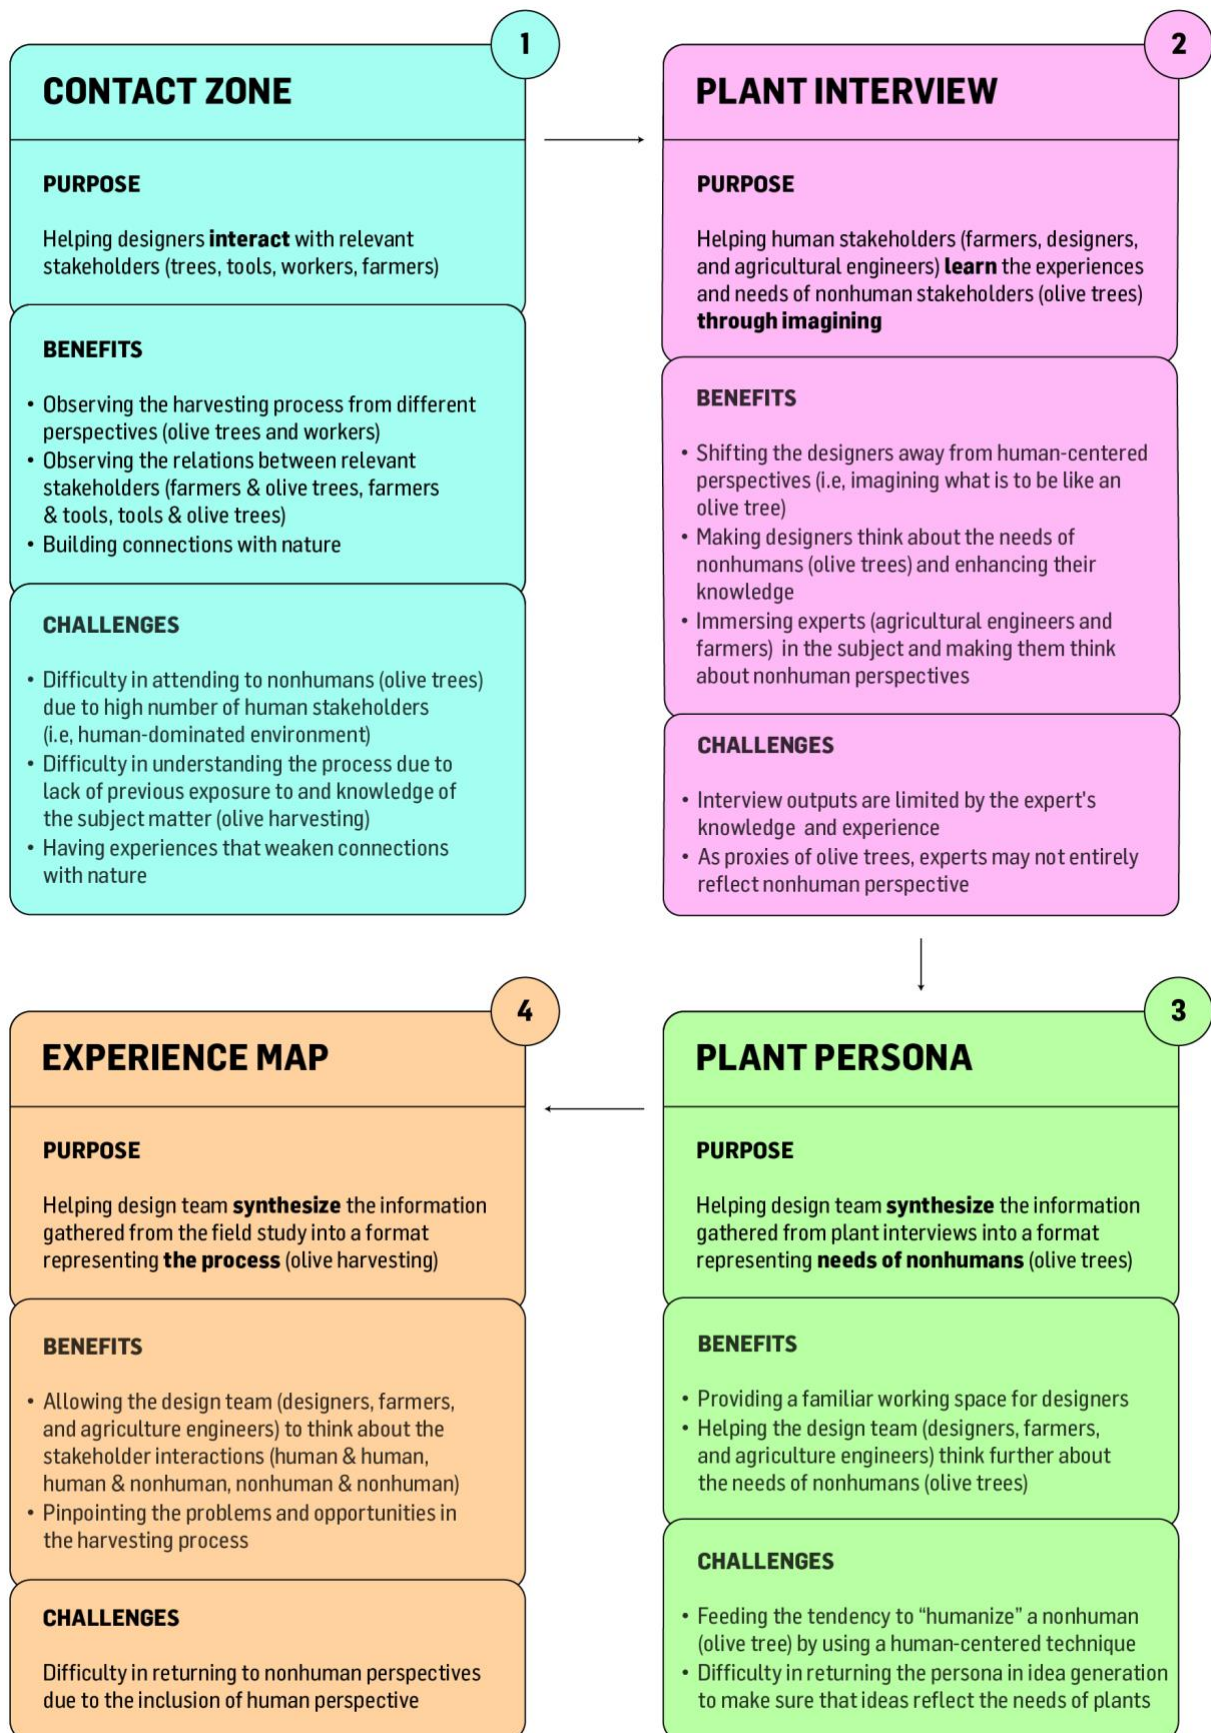 1
CONTACT ZONE
PURPOSE
Helping designers interact with relevant
stakeholders (trees, tools, workers, farmers)
BENEFITS
• Observing the harvesting process from different
perspectives (olive trees and workers)
• Observing the relations between relevant
stakeholders (farmers & olive trees, farmers
& tools, tools & olive trees)
• Building connections with nature
CHALLENGES
• Difficulty in attending to nonhumans (olive trees)
due to high number of human stakeholders
(i.e, human-dominated environment)
• Difficulty in understanding the process due to
lack of previous exposure to and knowledge of
the subject matter (olive harvesting)
• Having experiences that weaken connections
with nature
2
PLANT INTERVIEW
PURPOSE
Helping human stakeholders (farmers, designers,
and agricultural engineers) learn the experiences
and needs of nonhuman stakeholders (olive trees)
through imagining
BENEFITS
• Shifting the designers away from human-centered
perspectives (i.e, imagining what is to be like an
olive tree)
• Making designers think about the needs of
nonhumans (olive trees) and enhancing their
knowledge
• Immersing experts (agricultural engineers and
farmers) in the subject and making them think
about nonhuman perspectives
CHALLENGES
• Interview outputs are limited by the expert's
knowledge and experience
• As proxies of olive trees, experts may not entirely
reflect nonhuman perspective
3
PLANT PERSONA
PURPOSE
Helping design team synthesize the information
gathered from plant interviews into a format
representing needs of nonhumans (olive trees)
BENEFITS
• Providing a familiar working space for designers
• Helping the design team (designers, farmers,
and agriculture engineers) think further about
the needs of nonhumans (olive trees)
CHALLENGES
• Feeding the tendency to “humanize” a nonhuman
(olive tree) by using a human-centered technique
• Difficulty in returning the persona in idea generation
to make sure that ideas reflect the needs of plants
4
EXPERIENCE MAP
PURPOSE
Helping design team synthesize the information
gathered from the field study into a format
representing the process (olive harvesting)
BENEFITS
• Allowing the design team (designers, farmers,
and agriculture engineers) to think about the
stakeholder interactions (human & human,
human & nonhuman, nonhuman & nonhuman)
• Pinpointing the problems and opportunities in
the harvesting process
CHALLENGES
Difficulty in returning to nonhuman perspectives
due to the inclusion of human perspective